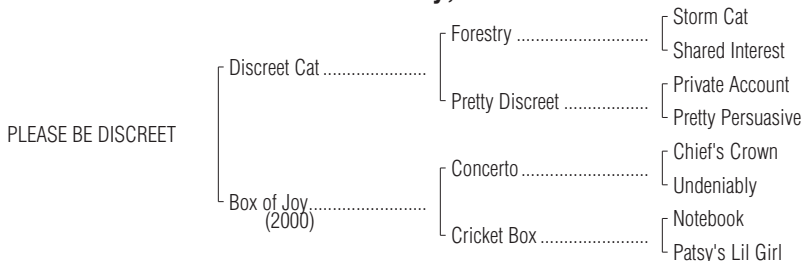 Storm Cat
Forestry
Shared Interest
Discreet Cat
Private Account
Pretty Discreet
Pretty Persuasive
PLEASE BE DISCREET
Chief's Crown
Concerto
Undeniably
Box of Joy
(2000)
Notebook
Cricket Box
Patsy's Lil Girl